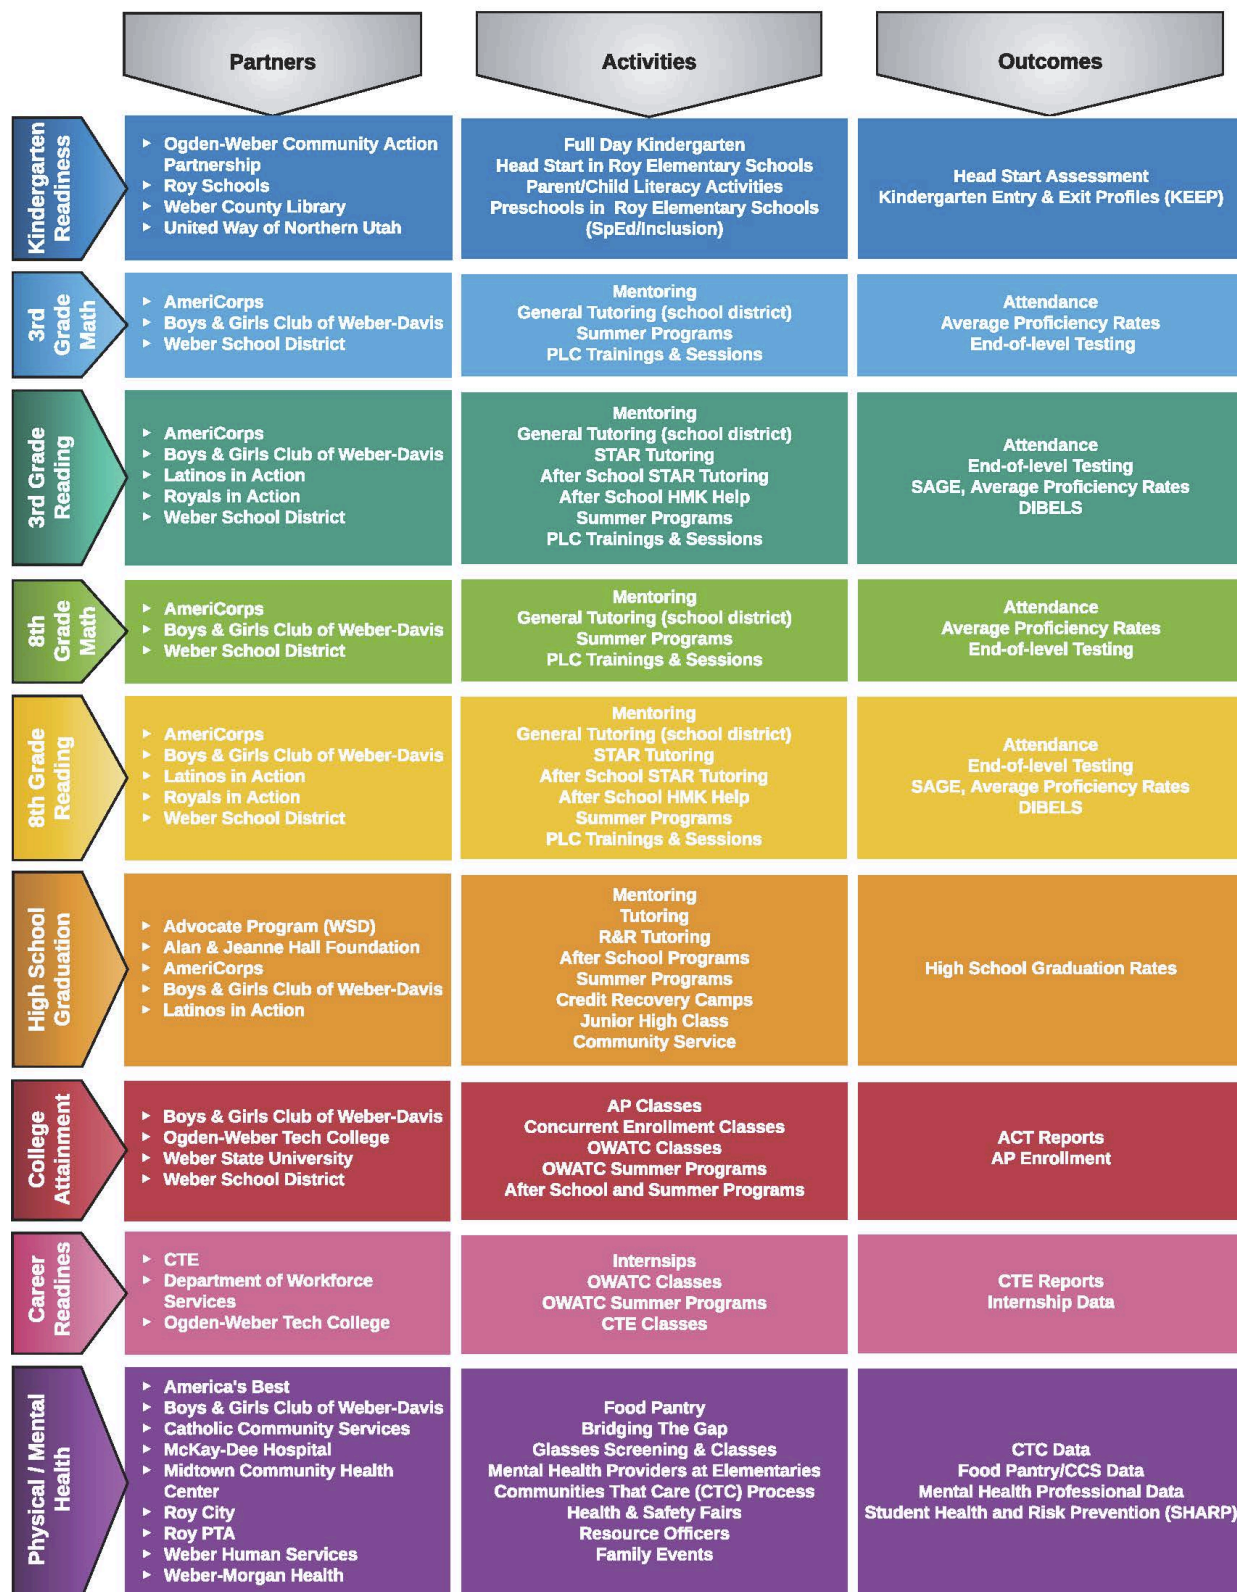 Partners
Activities
Outcomes
Kindergarten
Readiness
► Ogden-Weber Community Action
Partnership
► Roy Schools
► Weber County Library
► United Way of Northern Utah
Full Day Kindergarten
Head Start in Roy Elementary Schools
Parent/Child Literacy Activities
Preschools in Roy Elementary Schools
(SpEd/Inclusion)
Head Start Assessment
Kindergarten Entry & Exit Profiles (KEEP)
3rd
Grade
Math
► AmeriCorps
► Boys & Girls Club of Weber-Davis
► Weber School District
Mentoring
General Tutoring (school district)
Summer Programs
PLC Trainings & Sessions
Attendance
Average Proficiency Rates
End-of-level Testing
3rd Grade
Reading
► AmeriCorps
► Boys & Girls Club of Weber-Davis
► Latinos in Action
► Royals in Action
► Weber School District
Mentoring
General Tutoring (school district)
STAR Tutoring
After School STAR Tutoring
After School HMK Help
Summer Programs
PLC Trainings & Sessions
Attendance
End-of-level Testing
SAGE, Average Proficiency Rates
DIBELS
8th
Grade
Math
► AmeriCorps
► Boys & Girls Club of Weber-Davis
► Weber School District
Mentoring
General Tutoring (school district)
Summer Programs
PLC Trainings & Sessions
Attendance
Average Proficiency Rates
End-of-level Testing
8th Grade
Reading
► AmeriCorps
► Boys & Girls Club of Weber-Davis
► Latinos in Action
► Royals in Action
► Weber School District
Mentoring
General Tutoring (school district)
STAR Tutoring
After School STAR Tutoring
After School HMK Help
Summer Programs
PLC Trainings & Sessions
Attendance
End-of-level Testing
SAGE, Average Proficiency Rates
DIBELS
High School
Graduation
► Advocate Program (WSD)
► Alan & Jeanne Hall Foundation
► AmeriCorps
► Boys & Girls Club of Weber-Davis
► Latinos in Action
Mentoring
Tutoring
R&R Tutoring
After School Programs
Summer Programs
Credit Recovery Camps
Junior High Class
Community Service
High School Graduation Rates
College
Attainment
► Boys & Girls Club of Weber-Davis
► Ogden-Weber Tech College
► Weber State University
► Weber School District
AP Classes
Concurrent Enrollment Classes
OWATC Classes
OWATC Summer Programs
After School and Summer Programs
ACT Reports
AP Enrollment
Career
Readines
► CTE
► Department of Workforce
Services
► Ogden-Weber Tech College
Internsips
OWATC Classes
OWATC Summer Programs
CTE Classes
CTE Reports
Internship Data
Physical / Mental
Health
► America's Best
► Boys & Girls Club of Weber-Davis
► Catholic Community Services
► McKay-Dee Hospital
► Midtown Community Health
Center
► Roy City
► Roy PTA
► Weber Human Services
► Weber-Morgan Health
Food Pantry
Bridging The Gap
Glasses Screening & Classes
Mental Health Providers at Elementaries
Communities That Care (CTC) Process
Health & Safety Fairs
Resource Officers
Family Events
CTC Data
Food Pantry/CCS Data
Mental Health Professional Data
Student Health and Risk Prevention (SHARP)